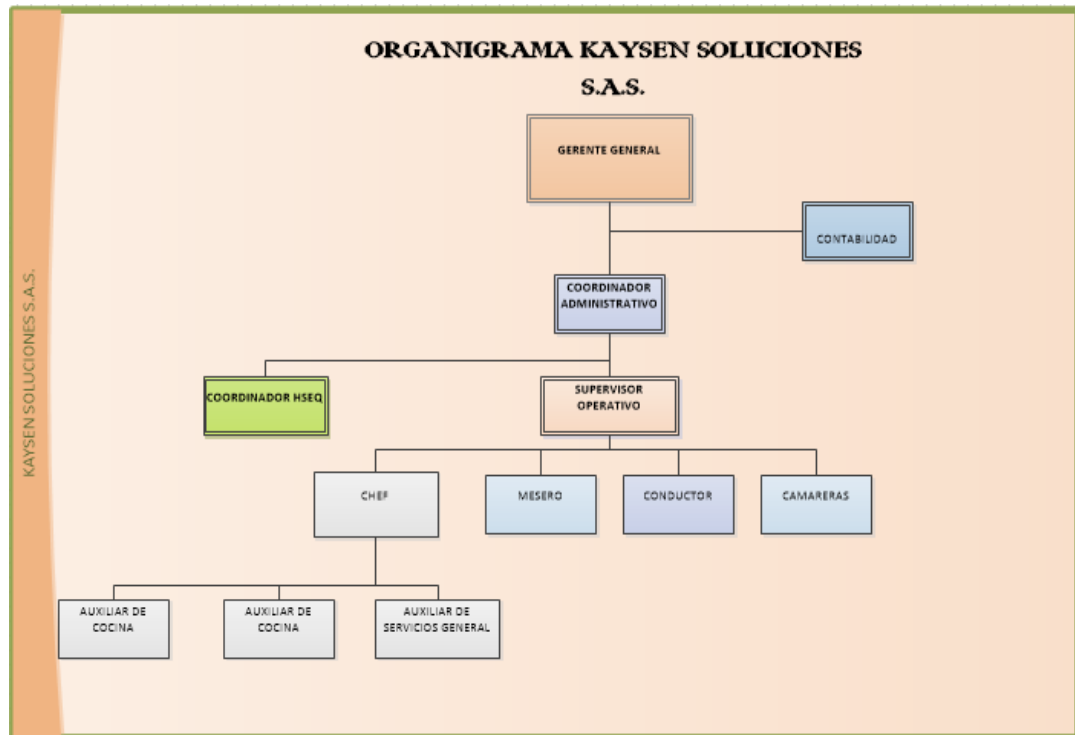 ORGANIGRAMA KAYSEN SOLUCIONES
S.A.S.
GERENTE GENERAL
CONTABILIDAD
COORDINADOR
ADMINISTRATIVO
COORDINADOR HSEQ
SUPERVISOR
OPERATIVO
CHEF
MESERO
CONDUCTOR
CAMARERAS
AUXILIAR DE
COCINA
AUXILIAR DE
COCINA
AUXILIAR DE
SERVICIOS GENERAL
KAYSEN SOLUCIONES S.A.S.